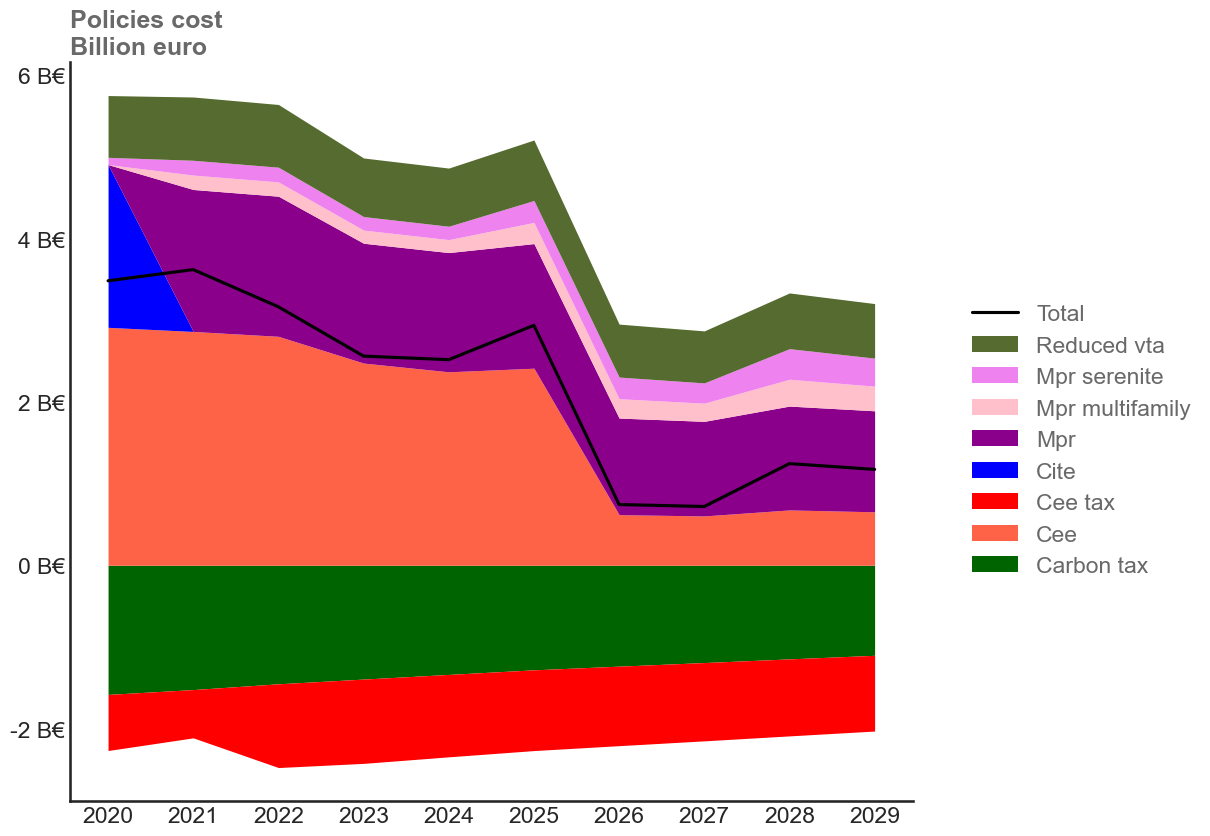 Policies cost
Billion euro
6 B€
4 B€
2 B€
0 B€
-2 B€
2020 2021 2022 2023 2024 2025 2026 2027 2028 2029
Total
Reduced vta
Mpr serenite
Mpr multifamily
Mpr
Cite
Cee tax
Cee
Carbon tax